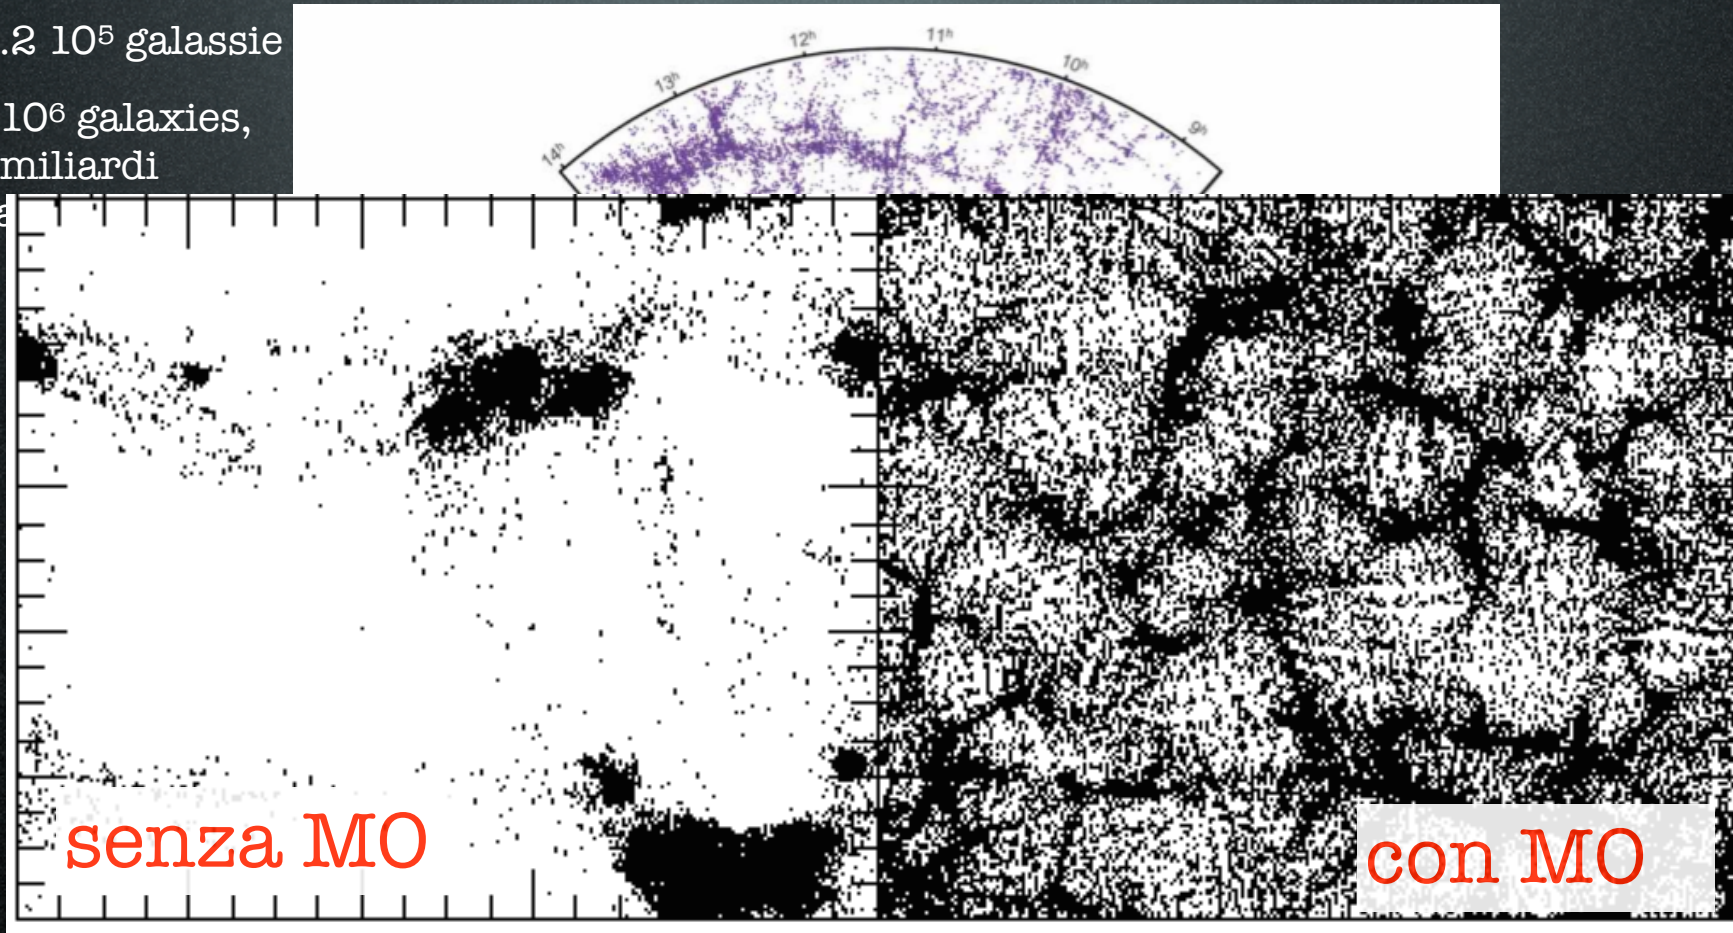 .2 10⁵ galassie
10⁶ galaxies,
miliardi
a
14ʰ
13ʰ
12ʰ
11ʰ
10ʰ
9ʰ
senza MO
con MO